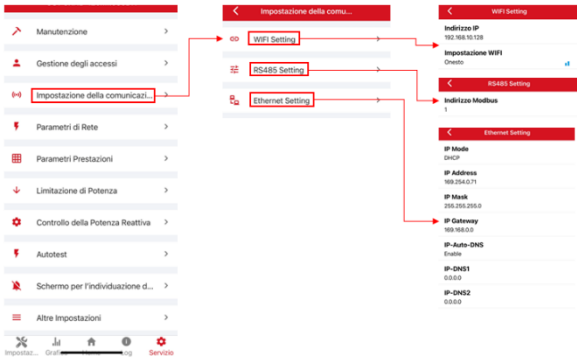 Manutenzione
Gestione degli accessi
Impostazione della comunicazi...
Parametri di Rete
Parametri Prestazioni
Limitazione di Potenza
Controllo della Potenza Reattiva
Autotest
Schermo per l'individuazione d...
Altre Impostazioni
Impostaz...
Log
Servizio
Impostazione della comu...
WIFI Setting
RS485 Setting
Ethernet Setting
WIFI Setting
Indirizzo IP
192.168.10.128
Impostazione WIFI
Onesto
RS485 Setting
Indirizzo Modbus
1
Ethernet Setting
IP Mode
DHCP
IP Address
169.254.0.71
IP Mask
255.255.255.0
IP Gateway
169.168.0.0
IP-Auto-DNS
Enable
IP-DNS1
0.0.0.0
IP-DNS2
0.0.0.0